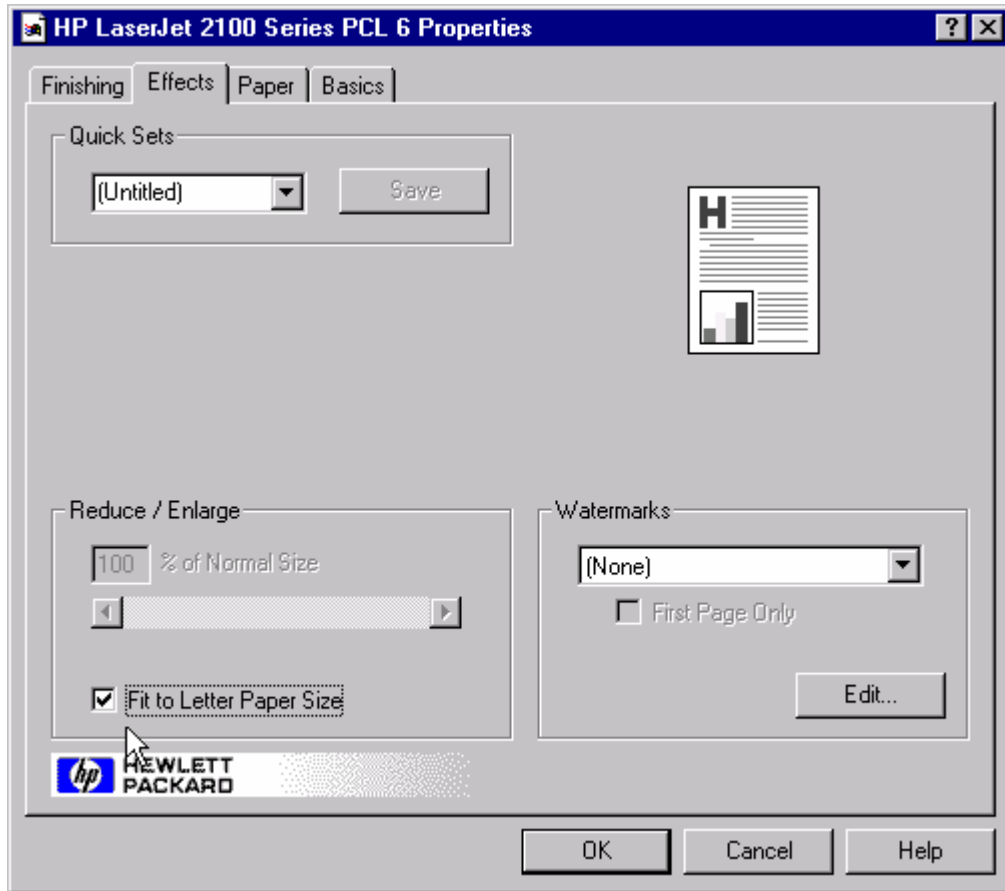 HP LaserJet 2100 Series PCL 6 Properties
Finishing Effects Paper Basics
Quick Sets
(Untitled) Save
H
Reduce / Enlarge
100 % of Normal Size
Fit to Letter Paper Size
Watermarks
(None)
First Page Only
Edit...
hp HEWLETT
PACKARD
OK Cancel Help